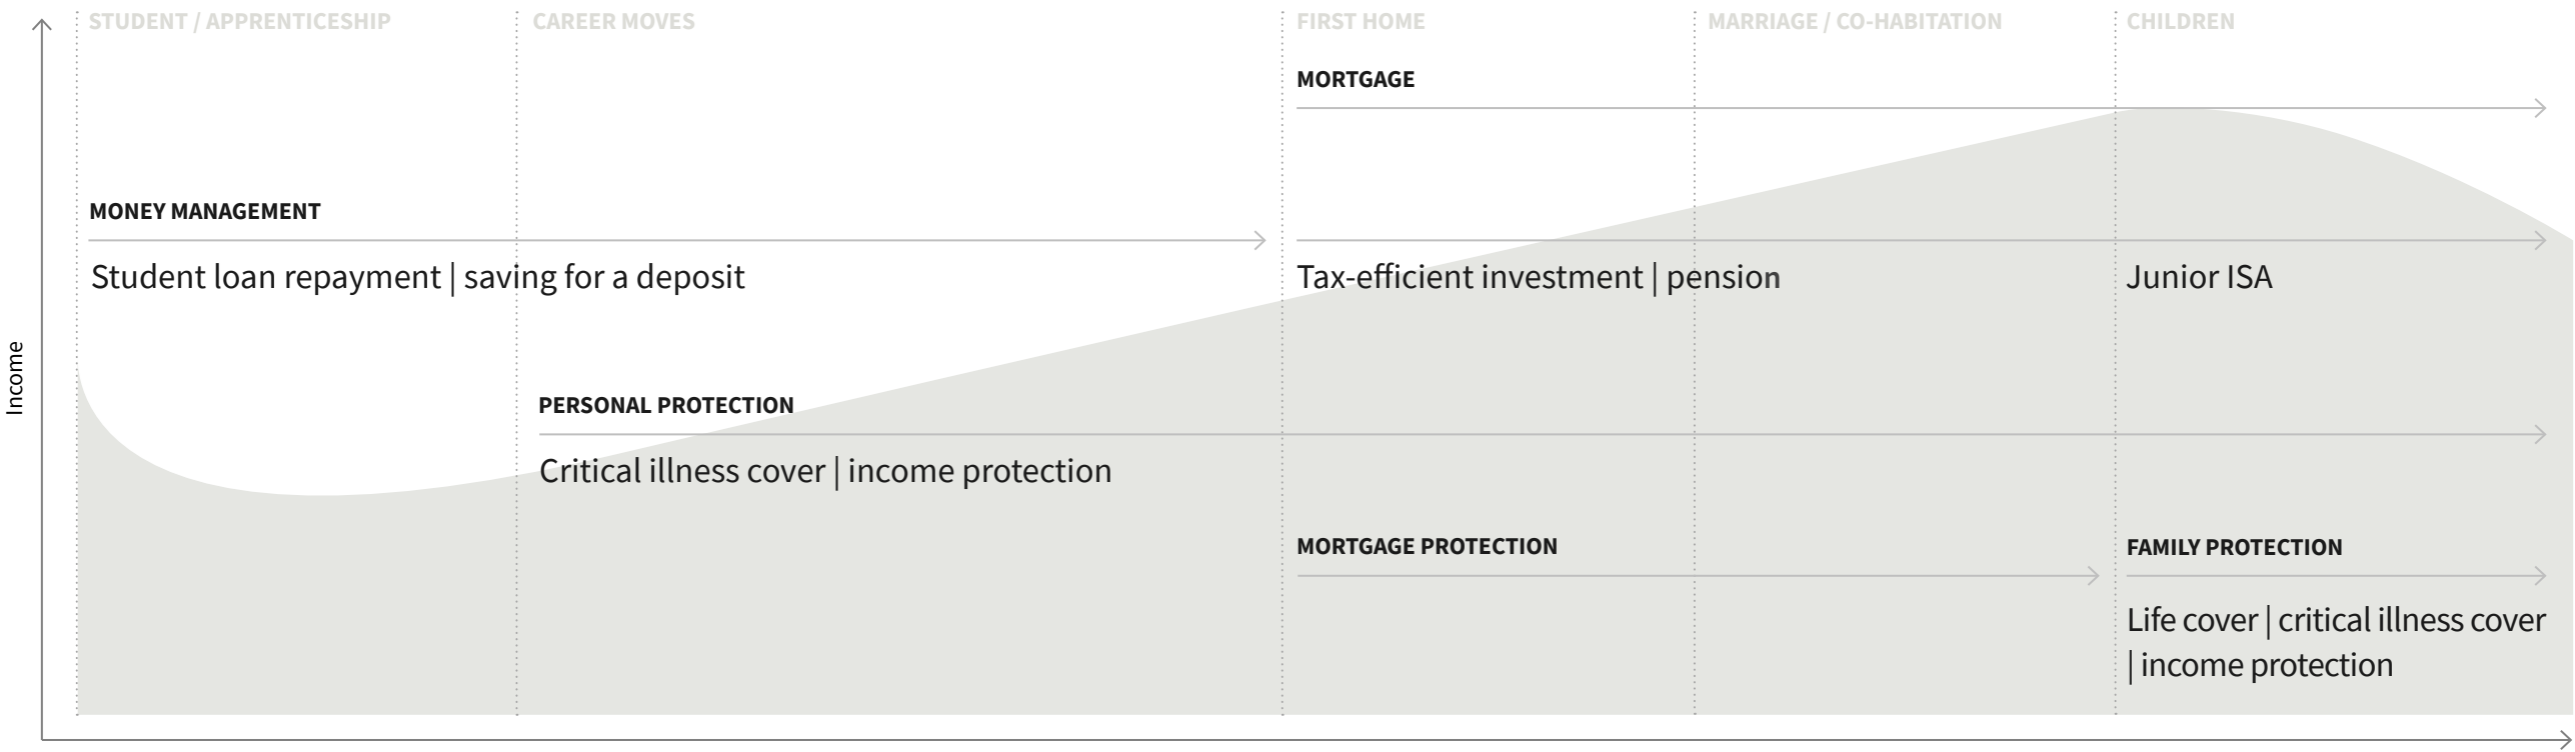 STUDENT / APPRENTICESHIP
CAREER MOVES
FIRST HOME
MARRIAGE / CO-HABITATION
CHILDREN
MORTGAGE
MONEY MANAGEMENT
Student loan repayment | saving for a deposit
Tax-efficient investment | pension
Junior ISA
Income
PERSONAL PROTECTION
Critical illness cover | income protection
MORTGAGE PROTECTION
FAMILY PROTECTION
Life cover | critical illness cover
| income protection